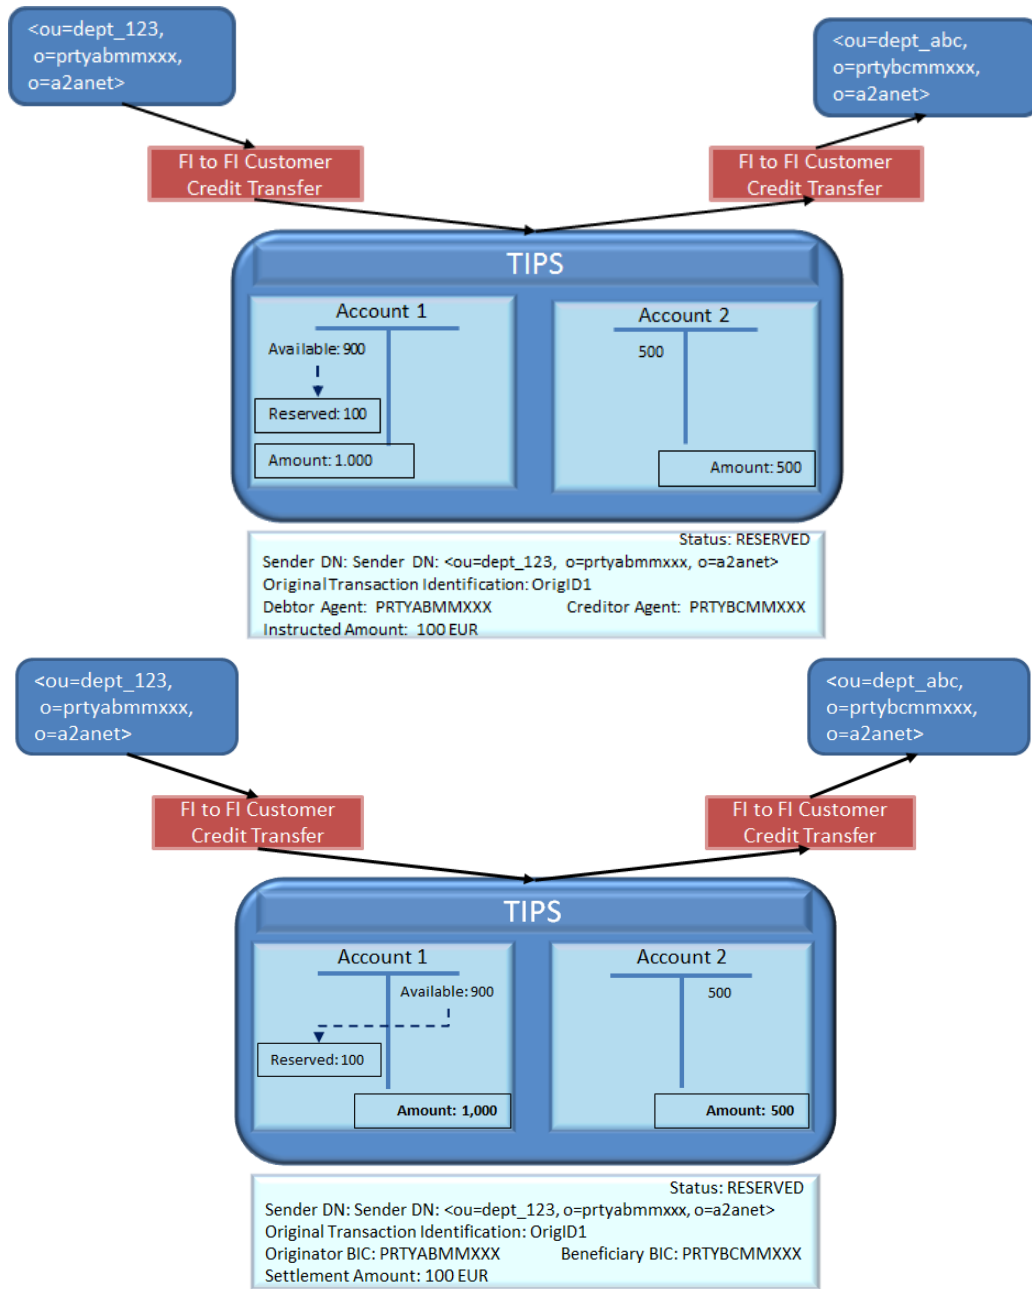 <ou=dept_123,
o=prtyabmmxxx,
o=a2anet>
<ou=dept_abc,
o=prtybcmmxxx,
o=a2anet>
FI to FI Customer
Credit Transfer
FI to FI Customer
Credit Transfer
TIPS
Account 1
Available: 900
Reserved: 100
Amount: 1.000
Account 2
500
Amount: 500
Status: RESERVED
Sender DN: Sender DN: <ou=dept_123, o=prtyabmmxxx, o=a2anet>
Original Transaction Identification: OrigID1
Debtor Agent: PRTYABMMXXX Creditor Agent: PRTYBCMMXXX
Instructed Amount: 100 EUR
<ou=dept_123,
o=prtyabmmxxx,
o=a2anet>
<ou=dept_abc,
o=prtybcmmxxx,
o=a2anet>
FI to FI Customer
Credit Transfer
FI to FI Customer
Credit Transfer
TIPS
Account 1
Available: 900
Reserved: 100
Amount: 1,000
Account 2
500
Amount: 500
Status: RESERVED
Sender DN: Sender DN: <ou=dept_123, o=prtyabmmxxx, o=a2anet>
Original Transaction Identification: OrigID1
Originator BIC: PRTYABMMXXX Beneficiary BIC: PRTYBCMMXXX
Settlement Amount: 100 EUR